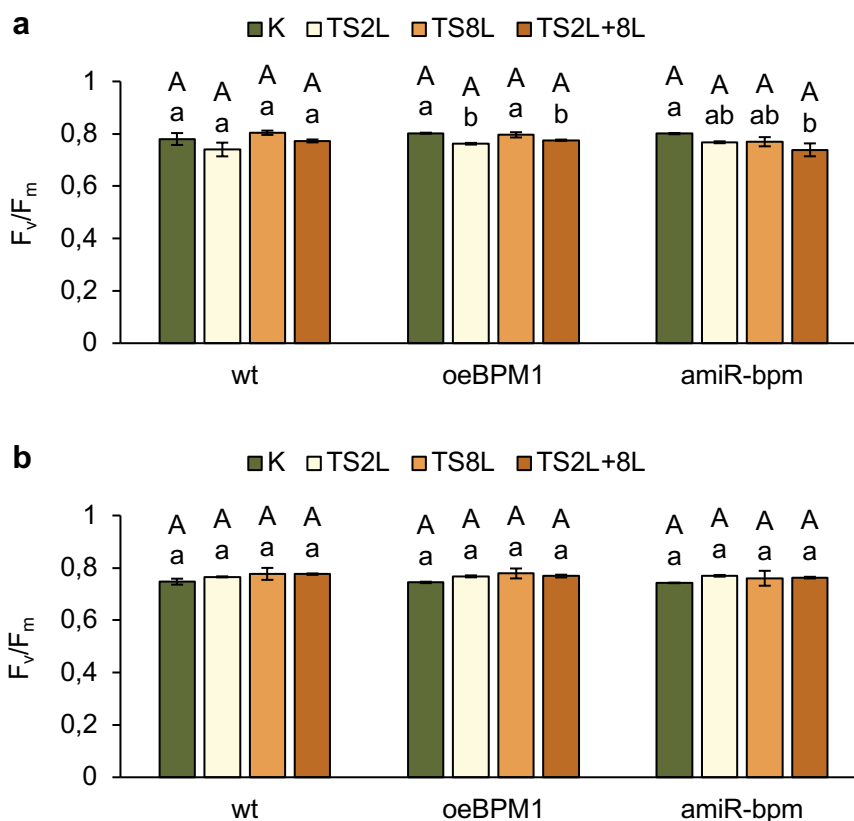 a
K TS2L TS8L TS2L+8L
A A A A A A A A A A A A
a a a a a b a b a ab ab b
1
0,8
0,6
0,4
0,2
0
Fv/Fm
wt oeBPM1 amiR-bpm
b
K TS2L TS8L TS2L+8L
A A A A A A A A A A A A
a a a a a a a a a a a a
1
0,8
0,6
0,4
0,2
0
Fv/Fm
wt oeBPM1 amiR-bpm